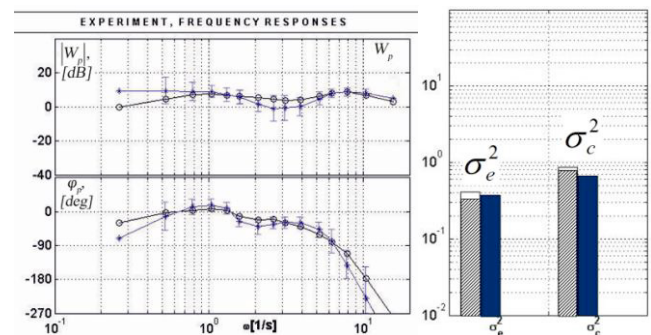 EXPERIMENT, FREQUENCY RESPONSES
|W_p|,
[dB]
W_p
20
0
-20
-40
φ_p,
[deg]
0
-90
-180
-270
10^-1
10^0
10^1
ω[1/s]
10^1
10^0
10^-1
10^-2
σ_e^2
σ_c^2
σ_e^2
σ_c^2